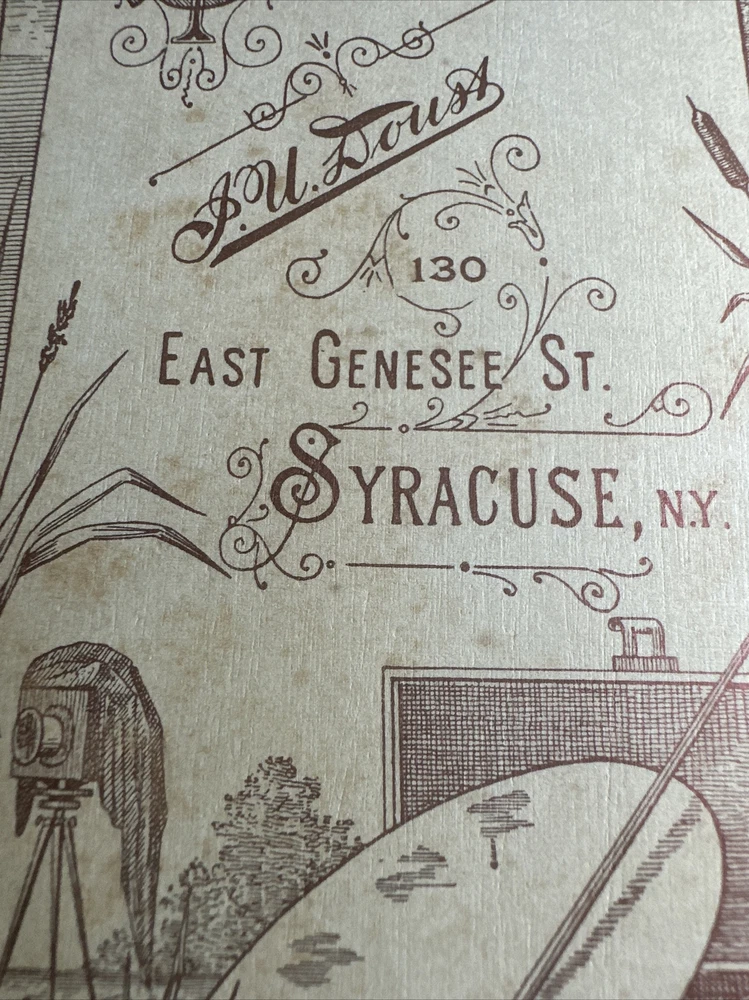 J. U. Doust
130
EAST GENESEE ST.
SYRACUSE, N.Y.